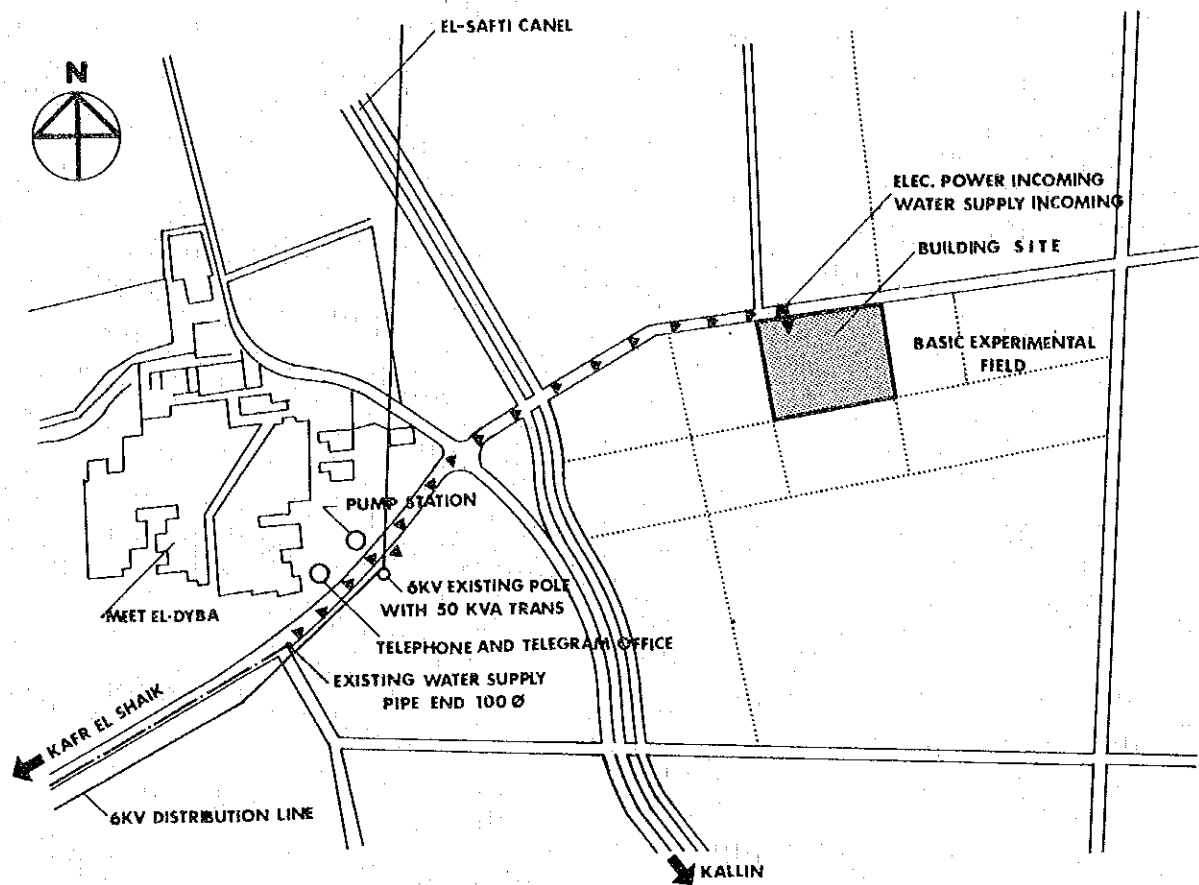 EL-SAFTI CANEL
N
ELEC. POWER INCOMING
WATER SUPPLY INCOMING
BUILDING SITE
BASIC EXPERIMENTAL
FIELD
PUMP STATION
6KV EXISTING POLE
WITH 50 KVA TRANS
MEET EL-DYBA
TELEPHONE AND TELEGRAM OFFICE
EXISTING WATER SUPPLY
PIPE END 100 Ø
KAFR EL SHAIK
6KV DISTRIBUTION LINE
KALLIN